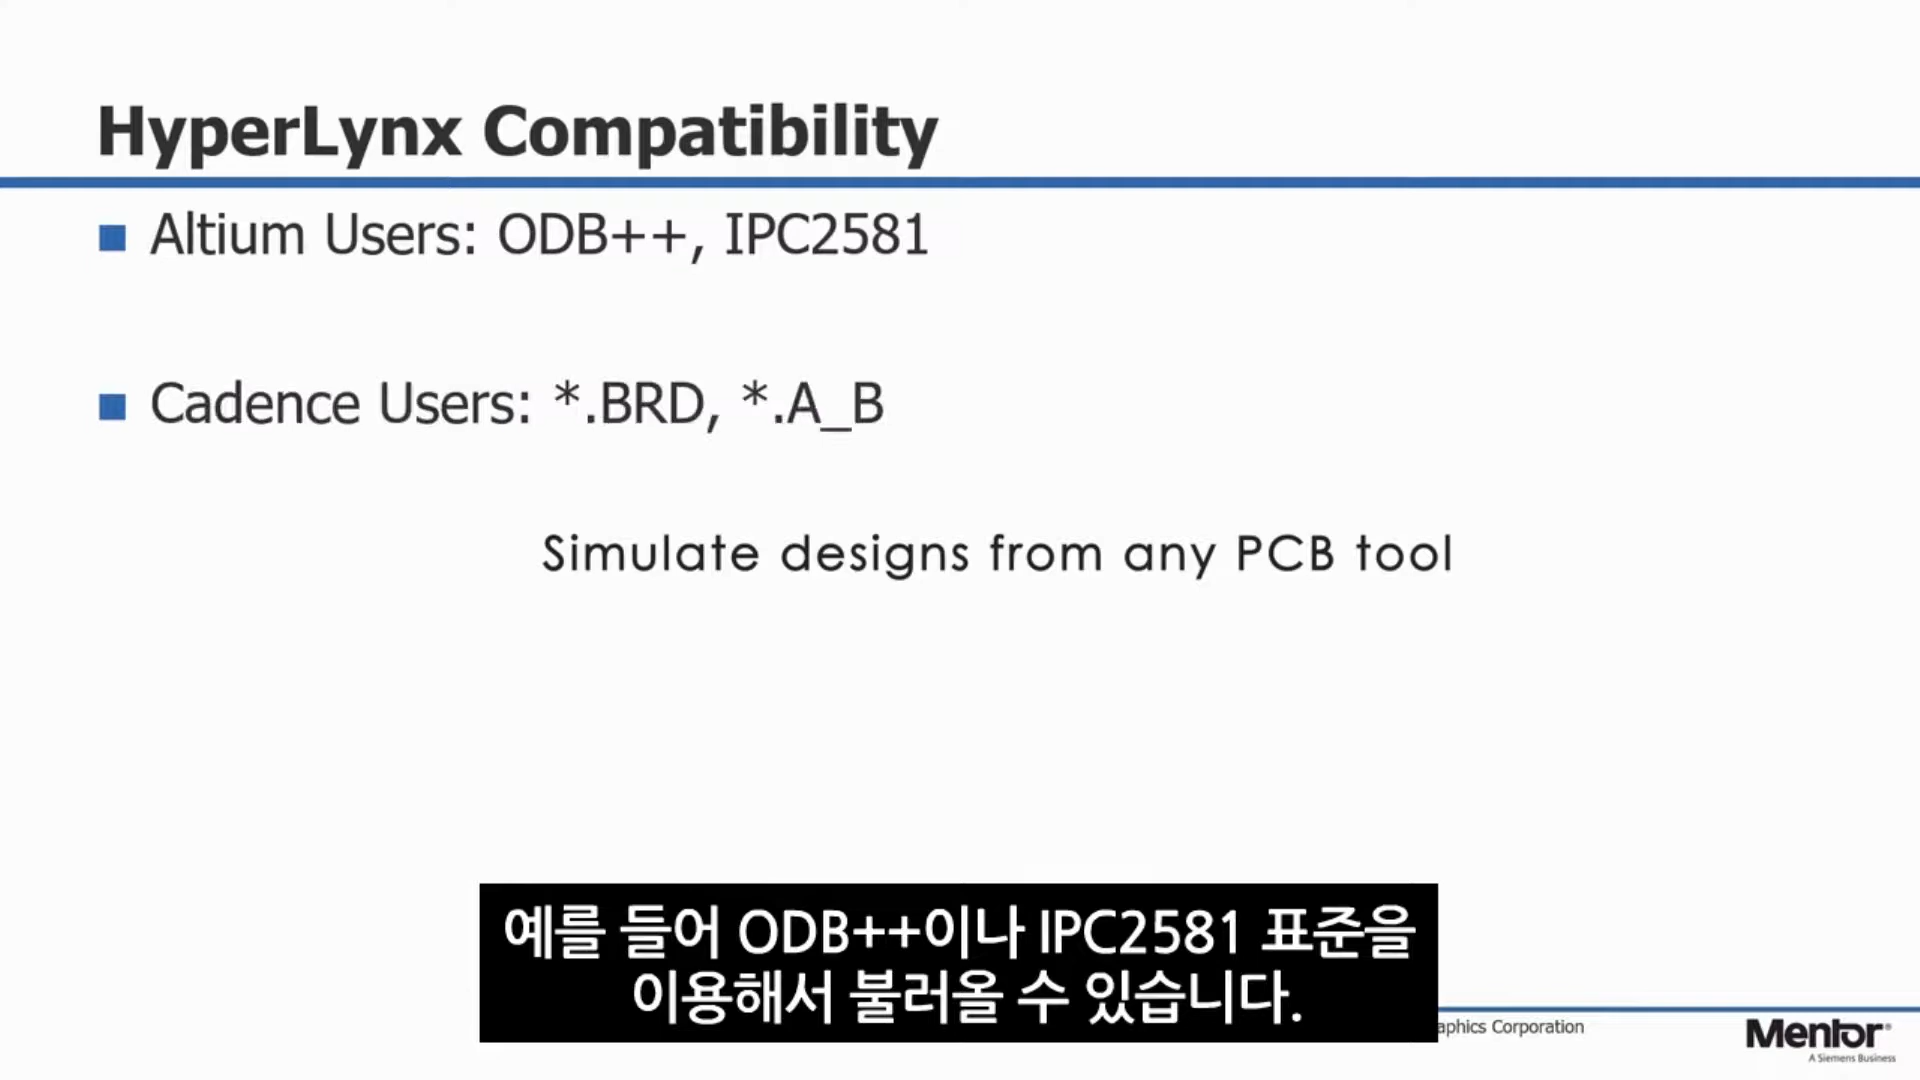 HyperLynx Compatibility
Altium Users: ODB++, IPC2581
Cadence Users: *.BRD, *.A_B
Simulate designs from any PCB tool
예를 들어 ODB++이나 IPC2581 표준을
이용해서 불러올 수 있습니다.
Corporation
Mentor®
A Siemens Business